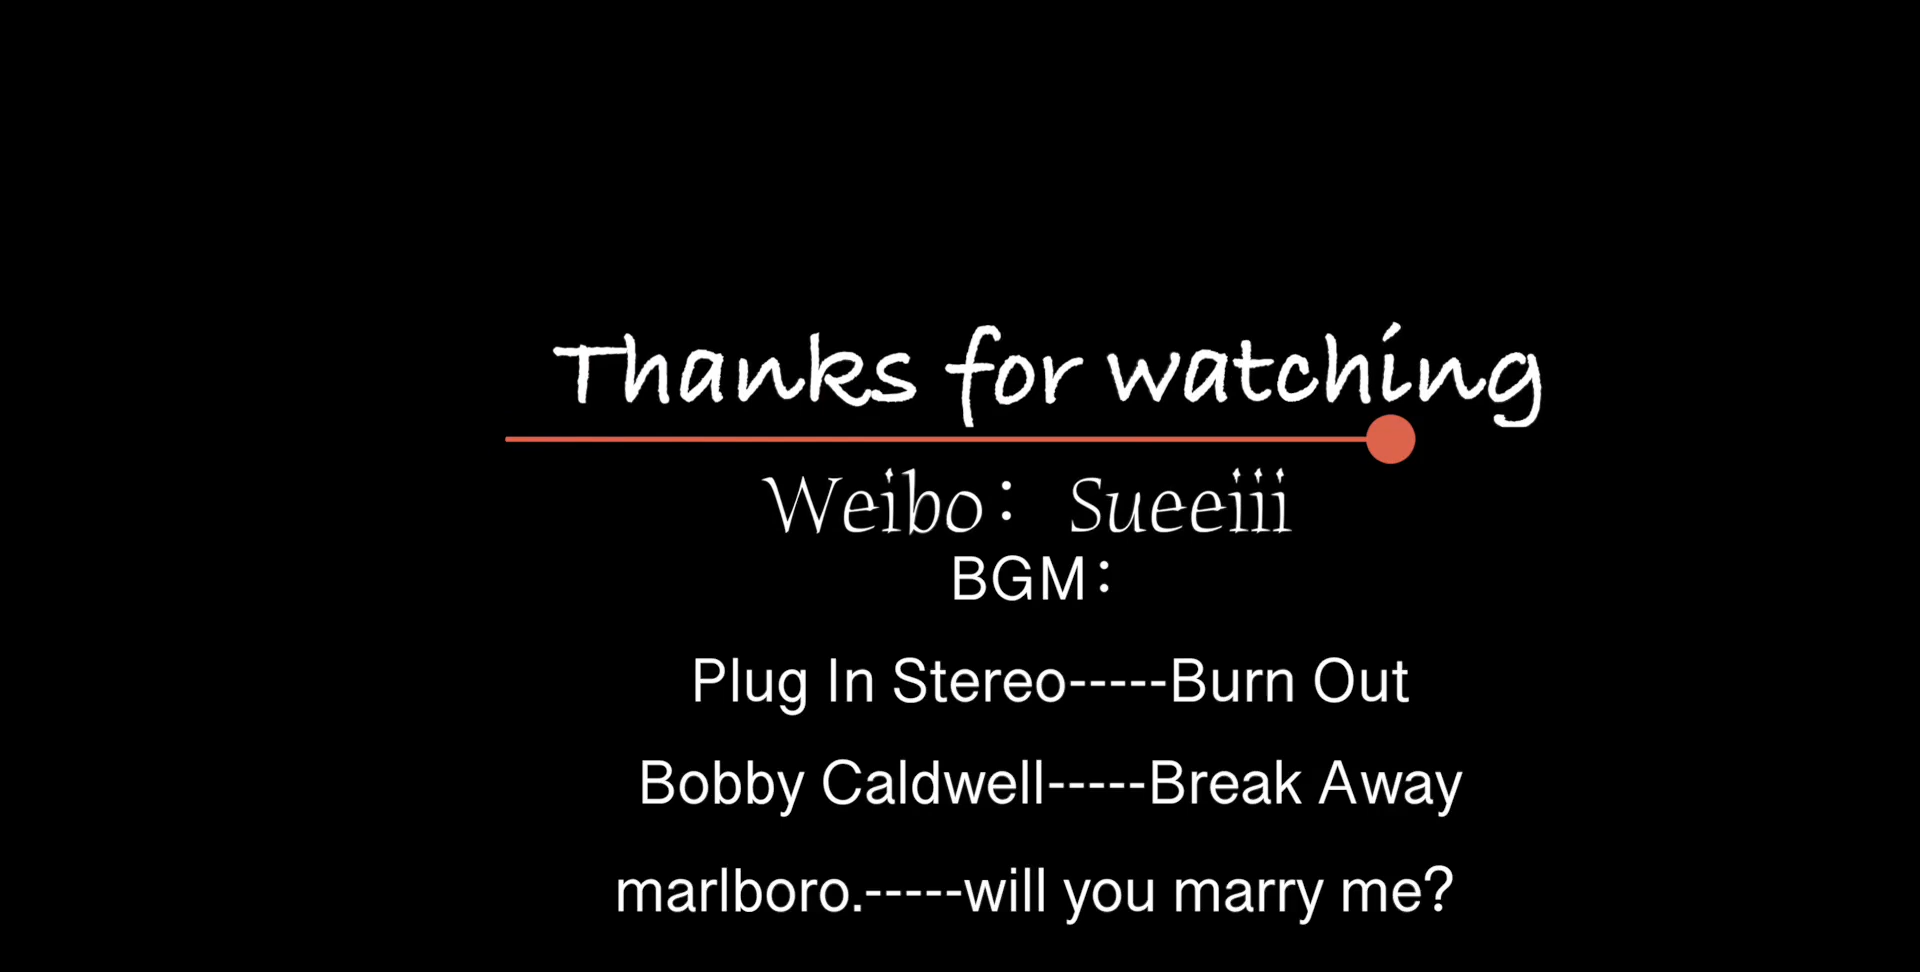 Thanks for watching
Weibo： Sueeiii
BGM：
Plug In Stereo-----Burn Out
Bobby Caldwell-----Break Away
marlboro.-----will you marry me?